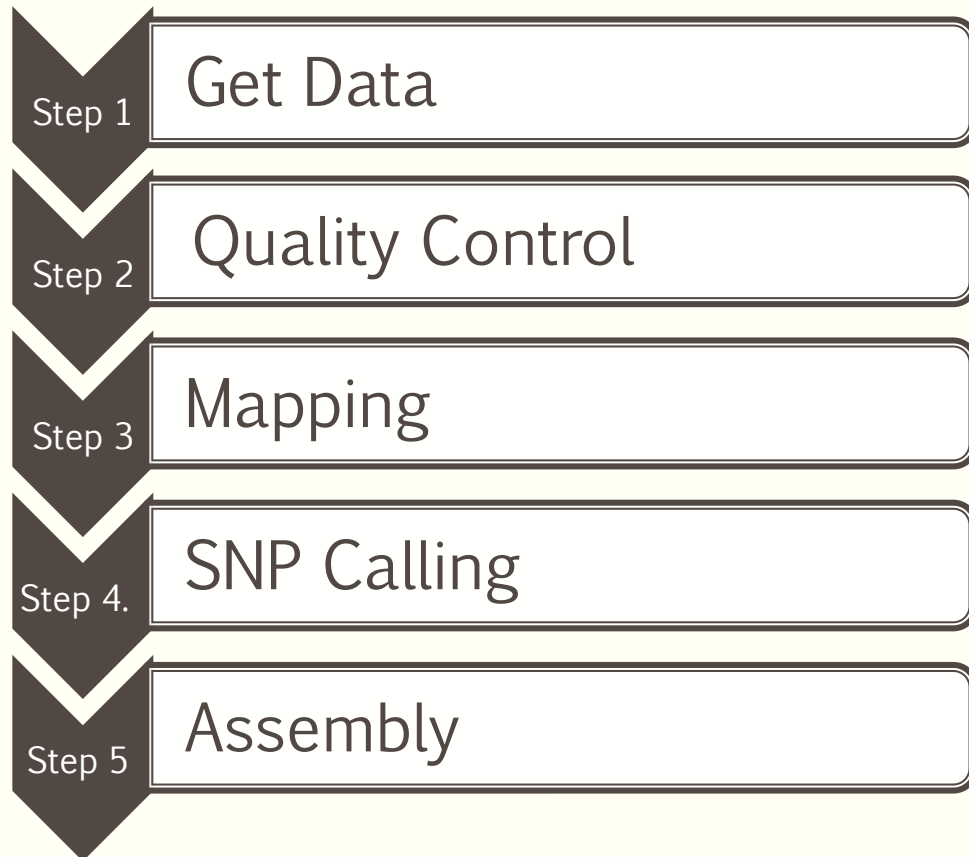 Step 1 Get Data
Step 2 Quality Control
Step 3 Mapping
Step 4. SNP Calling
Step 5 Assembly